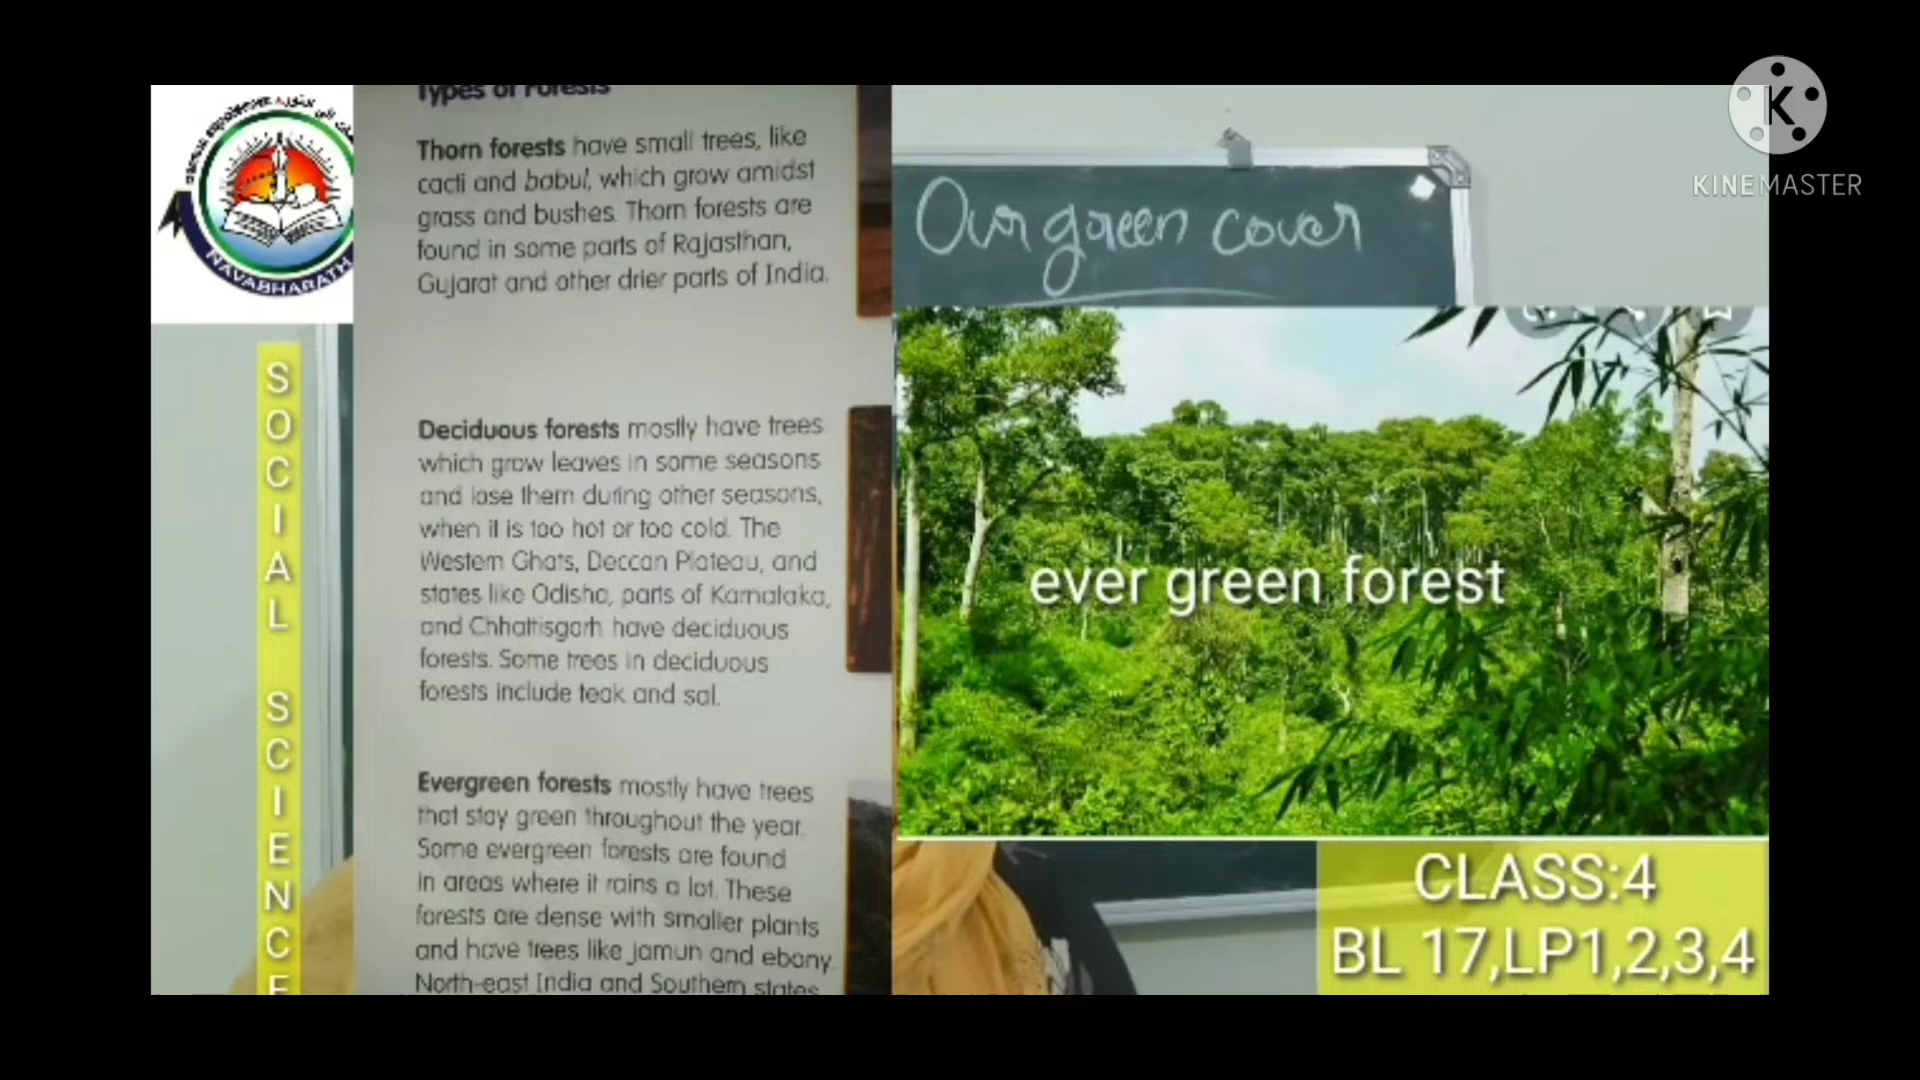 NAVABHARATH
SOCIAL SCIENCE
Types of Forests
Thorn forests have small trees, like
cacti and babul, which grow amidst
grass and bushes. Thorn forests are
found in some parts of Rajasthan,
Gujarat and other drier parts of India.
Deciduous forests mostly have trees
which grow leaves in some seasons
and lose them during other seasons,
when it is too hot or too cold. The
Western Ghats, Deccan Plateau, and
states like Odisha, parts of Karnataka,
and Chhattisgarh have deciduous
forests. Some trees in deciduous
forests include teak and sal.
Evergreen forests mostly have trees
that stay green throughout the year.
Some evergreen forests are found
in areas where it rains a lot. These
forests are dense with smaller plants
and have trees like jamun and ebony.
North-east India and Southern states
Our green cover
ever green forest
CLASS:4
BL 17,LP1,2,3,4
K
KINEMASTER